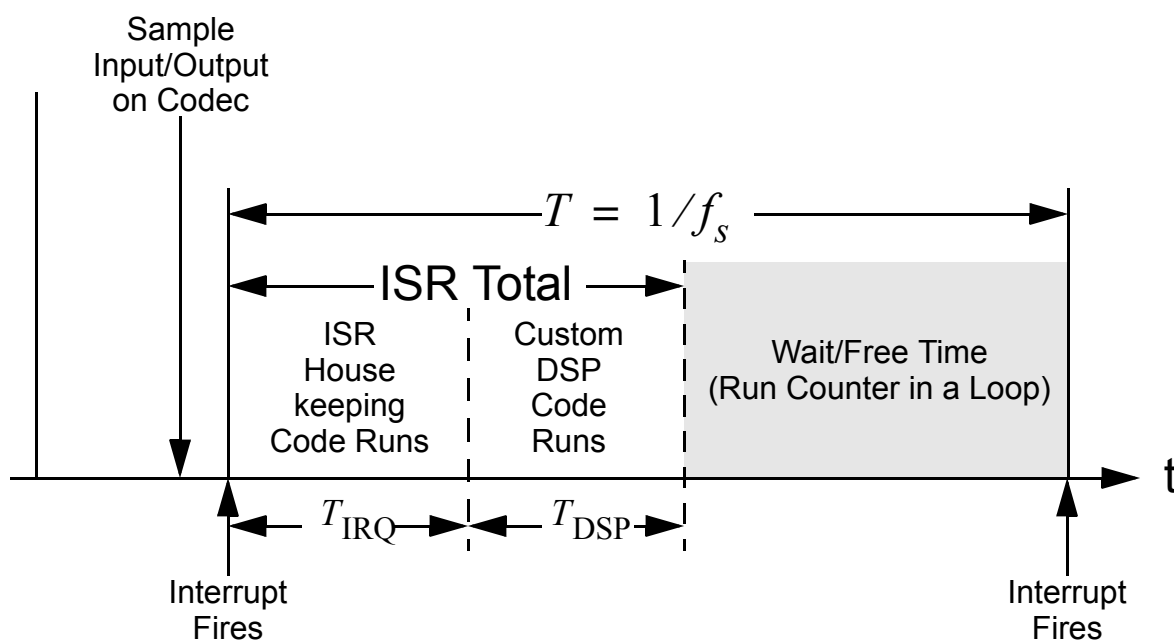 Sample
Input/Output
on Codec
T = 1/fₛ
ISR Total
ISR
House
keeping
Code Runs
Custom
DSP
Code
Runs
Wait/Free Time
(Run Counter in a Loop)
t
T_IRQ
T_DSP
Interrupt
Fires
Interrupt
Fires